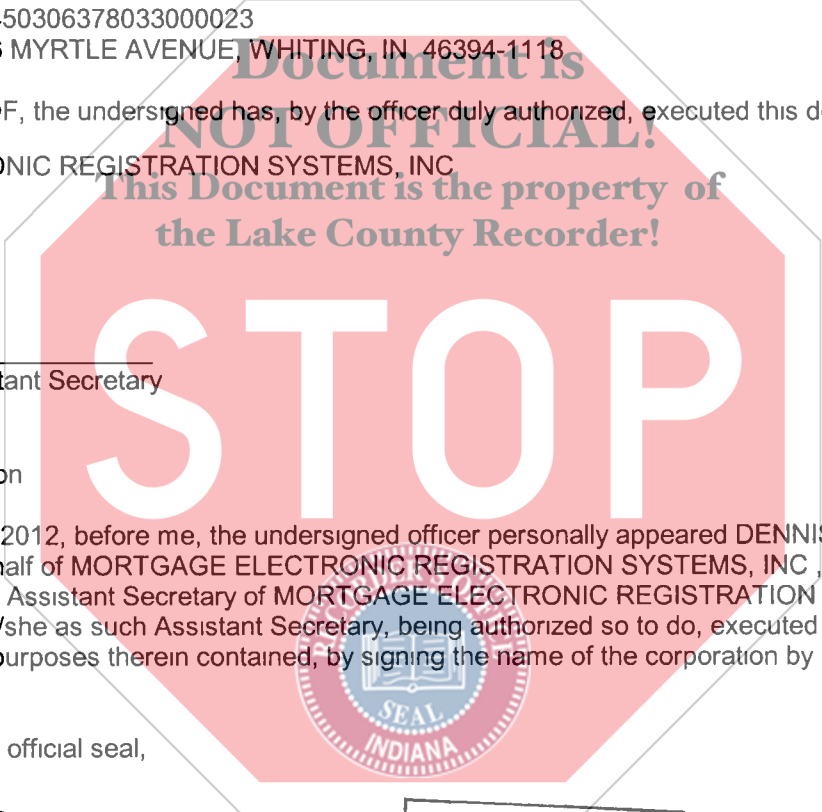 50306378033000023
MYRTLE AVENUE, WHITING, IN 46394-1118
Document is
F, the undersigned has, by the officer duly authorized, executed this d
NOT OFFICIAL!
ONIC REGISTRATION SYSTEMS, INC
This Document is the property of
the Lake County Recorder!
STOP
tant Secretary
on
2012, before me, the undersigned officer personally appeared DENNIS
half of MORTGAGE ELECTRONIC REGISTRATION SYSTEMS, INC ,
Assistant Secretary of MORTGAGE ELECTRONIC REGISTRATION
/she as such Assistant Secretary, being authorized so to do, executed
purposes therein contained, by signing the name of the corporation by
RECORDER'S OFFICE
SEAL
INDIANA
official seal,